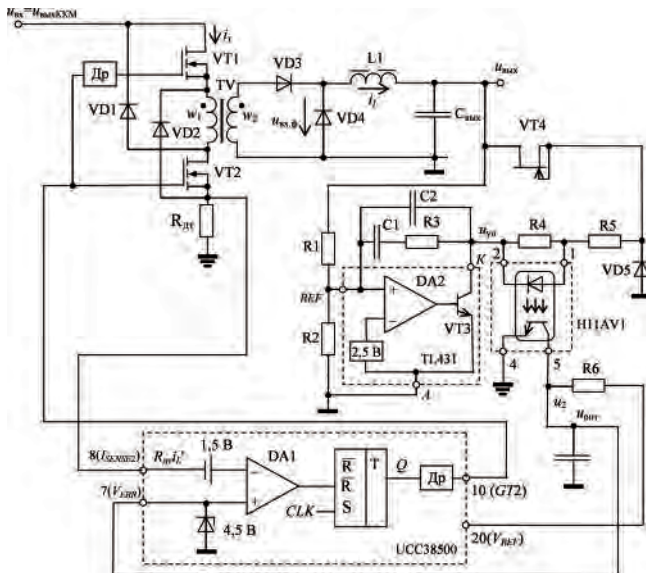 uвх=uвыхККМ
i₁
VT1
Др
TV
VD3
L1
uвых
VD1
w₁
w₂
iL
VD2
uвх.ф
VD4
Cвых
VT4
VT2
Rдт
C2
C1
R3
uуп
R4
R5
R1
K
2
1
REF
DA2
VD5
VT3
H11AV1
R2
2,5 В
TL431
4
5
R6
A
u₂
1,5 В
8(ISENSE2)
DA1
R
T
Q
7(VERR)
R
Др
10 (GT2)
CLK
S
4,5 В
UCC38500
20(VREF)